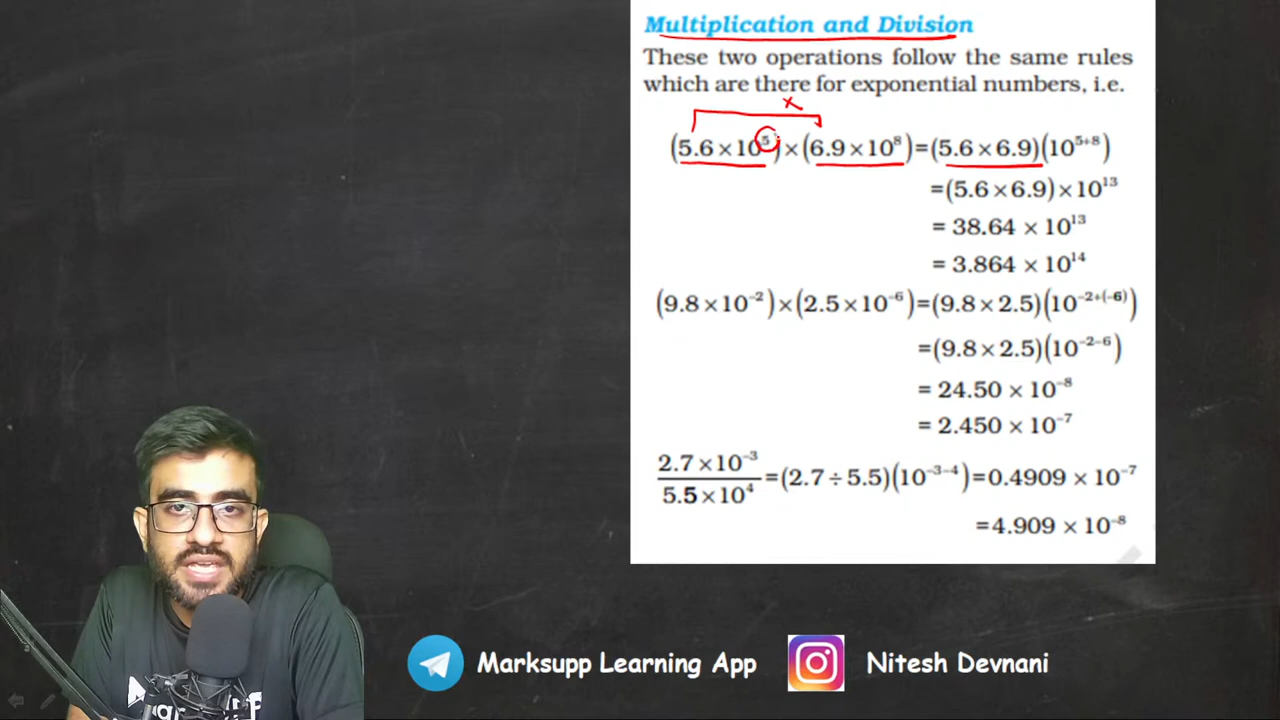 Multiplication and Division
These two operations follow the same rules
which are there for exponential numbers, i.e.
×
(5.6 × 10⁵) × (6.9 × 10⁸) = (5.6 × 6.9)(10⁵⁺⁸)
= (5.6 × 6.9) × 10¹³
= 38.64 × 10¹³
= 3.864 × 10¹⁴
(9.8 × 10⁻²) × (2.5 × 10⁻⁶) = (9.8 × 2.5)(10⁻²⁺⁽⁻⁶⁾)
= (9.8 × 2.5)(10⁻²⁻⁶)
= 24.50 × 10⁻⁸
= 2.450 × 10⁻⁷
2.7 × 10⁻³
5.5 × 10⁴
= (2.7 ÷ 5.5)(10⁻³⁻⁴) = 0.4909 × 10⁻⁷
= 4.909 × 10⁻⁸
Marksupp Learning App
Nitesh Devnani